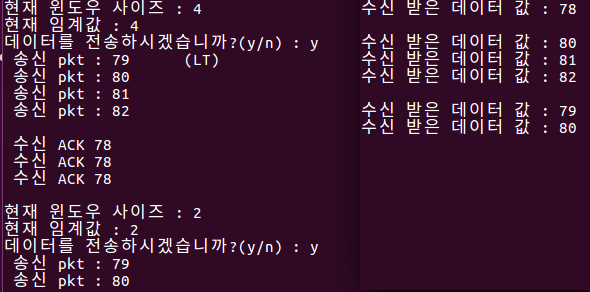 현재 윈도우 사이즈 : 4
현재 임계값 : 4
데이터를 전송하시겠습니까?(y/n) : y
송신 pkt : 79 (LT)
송신 pkt : 80
송신 pkt : 81
송신 pkt : 82
수신 ACK 78
수신 ACK 78
수신 ACK 78
현재 윈도우 사이즈 : 2
현재 임계값 : 2
데이터를 전송하시겠습니까?(y/n) : y
송신 pkt : 79
송신 pkt : 80
수신 받은 데이터 값 : 78
수신 받은 데이터 값 : 80
수신 받은 데이터 값 : 81
수신 받은 데이터 값 : 82
수신 받은 데이터 값 : 79
수신 받은 데이터 값 : 80